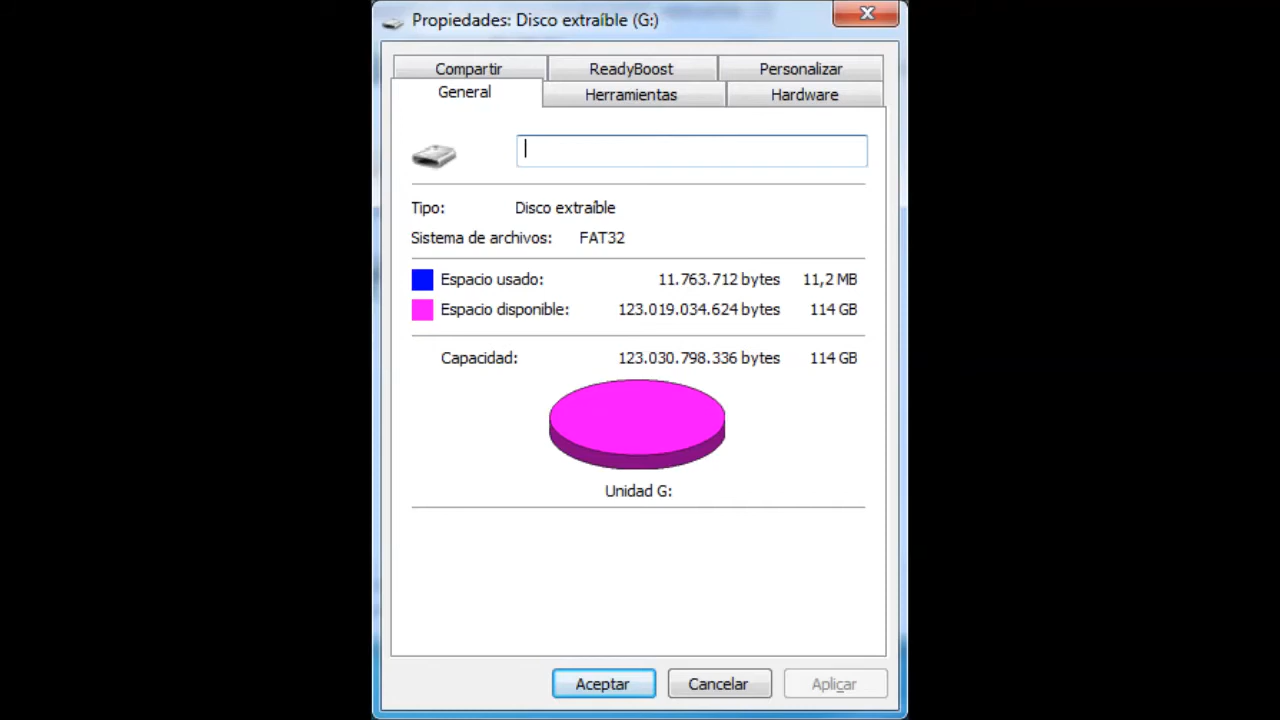 Propiedades: Disco extraíble (G:)
Compartir ReadyBoost Personalizar
General Herramientas Hardware
Tipo: Disco extraíble
Sistema de archivos: FAT32
Espacio usado: 11.763.712 bytes 11,2 MB
Espacio disponible: 123.019.034.624 bytes 114 GB
Capacidad: 123.030.798.336 bytes 114 GB
Unidad G:
Aceptar Cancelar Aplicar